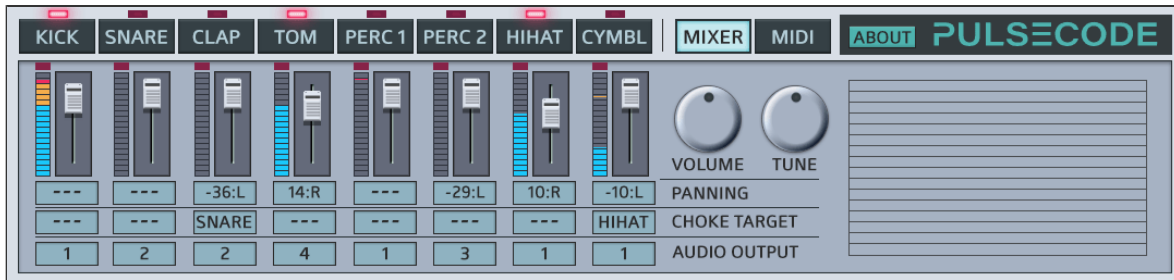 KICK SNARE CLAP TOM PERC 1 PERC 2 HIHAT CYMBL MIXER MIDI ABOUT PULSECODE
VOLUME TUNE
--- --- -36:L 14:R --- -29:L 10:R -10:L PANNING
--- --- SNARE --- --- --- --- HIHAT CHOKE TARGET
1 2 2 4 1 3 1 1 AUDIO OUTPUT